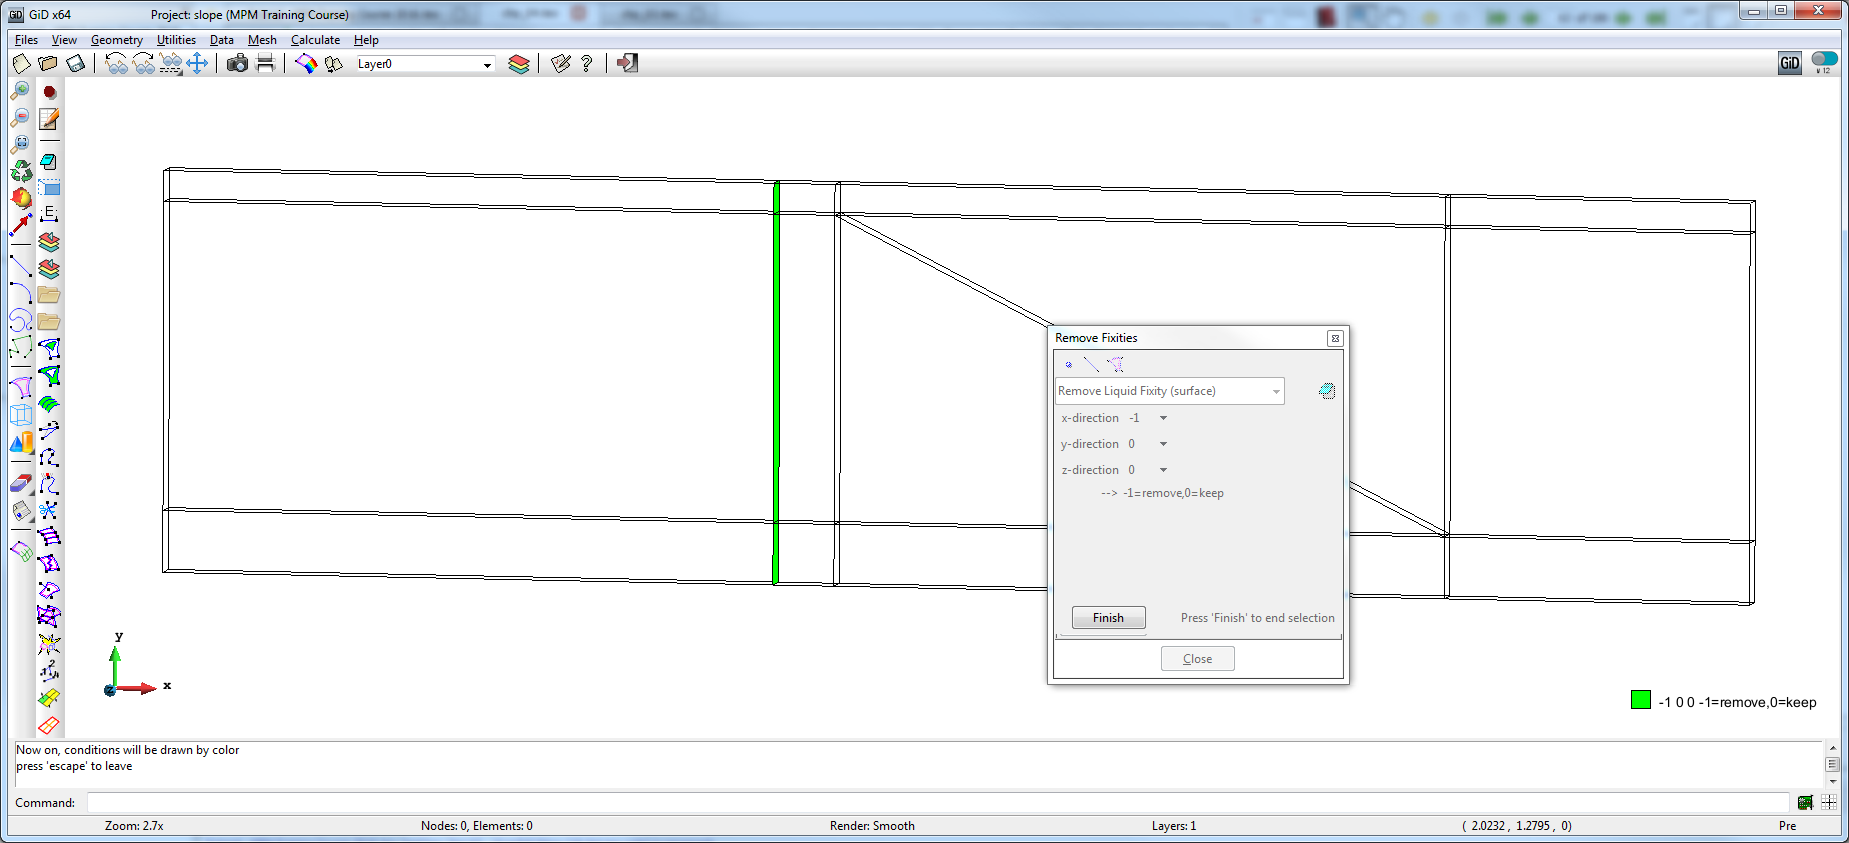 GiD x64 Project: slope (MPM Training Course)
Files View Geometry Utilities Data Mesh Calculate Help
Layer0
GiD
v 12
E
Remove Fixities
Remove Liquid Fixity (surface)
x-direction -1
y-direction 0
z-direction 0
--> -1=remove,0=keep
Finish Press 'Finish' to end selection
Close
y
x
z
-1 0 0 -1=remove,0=keep
Now on, conditions will be drawn by color
press 'escape' to leave
Command:
Zoom: 2.7x Nodes: 0, Elements: 0 Render: Smooth Layers: 1 ( 2.0232 , 1.2795 , 0) Pre